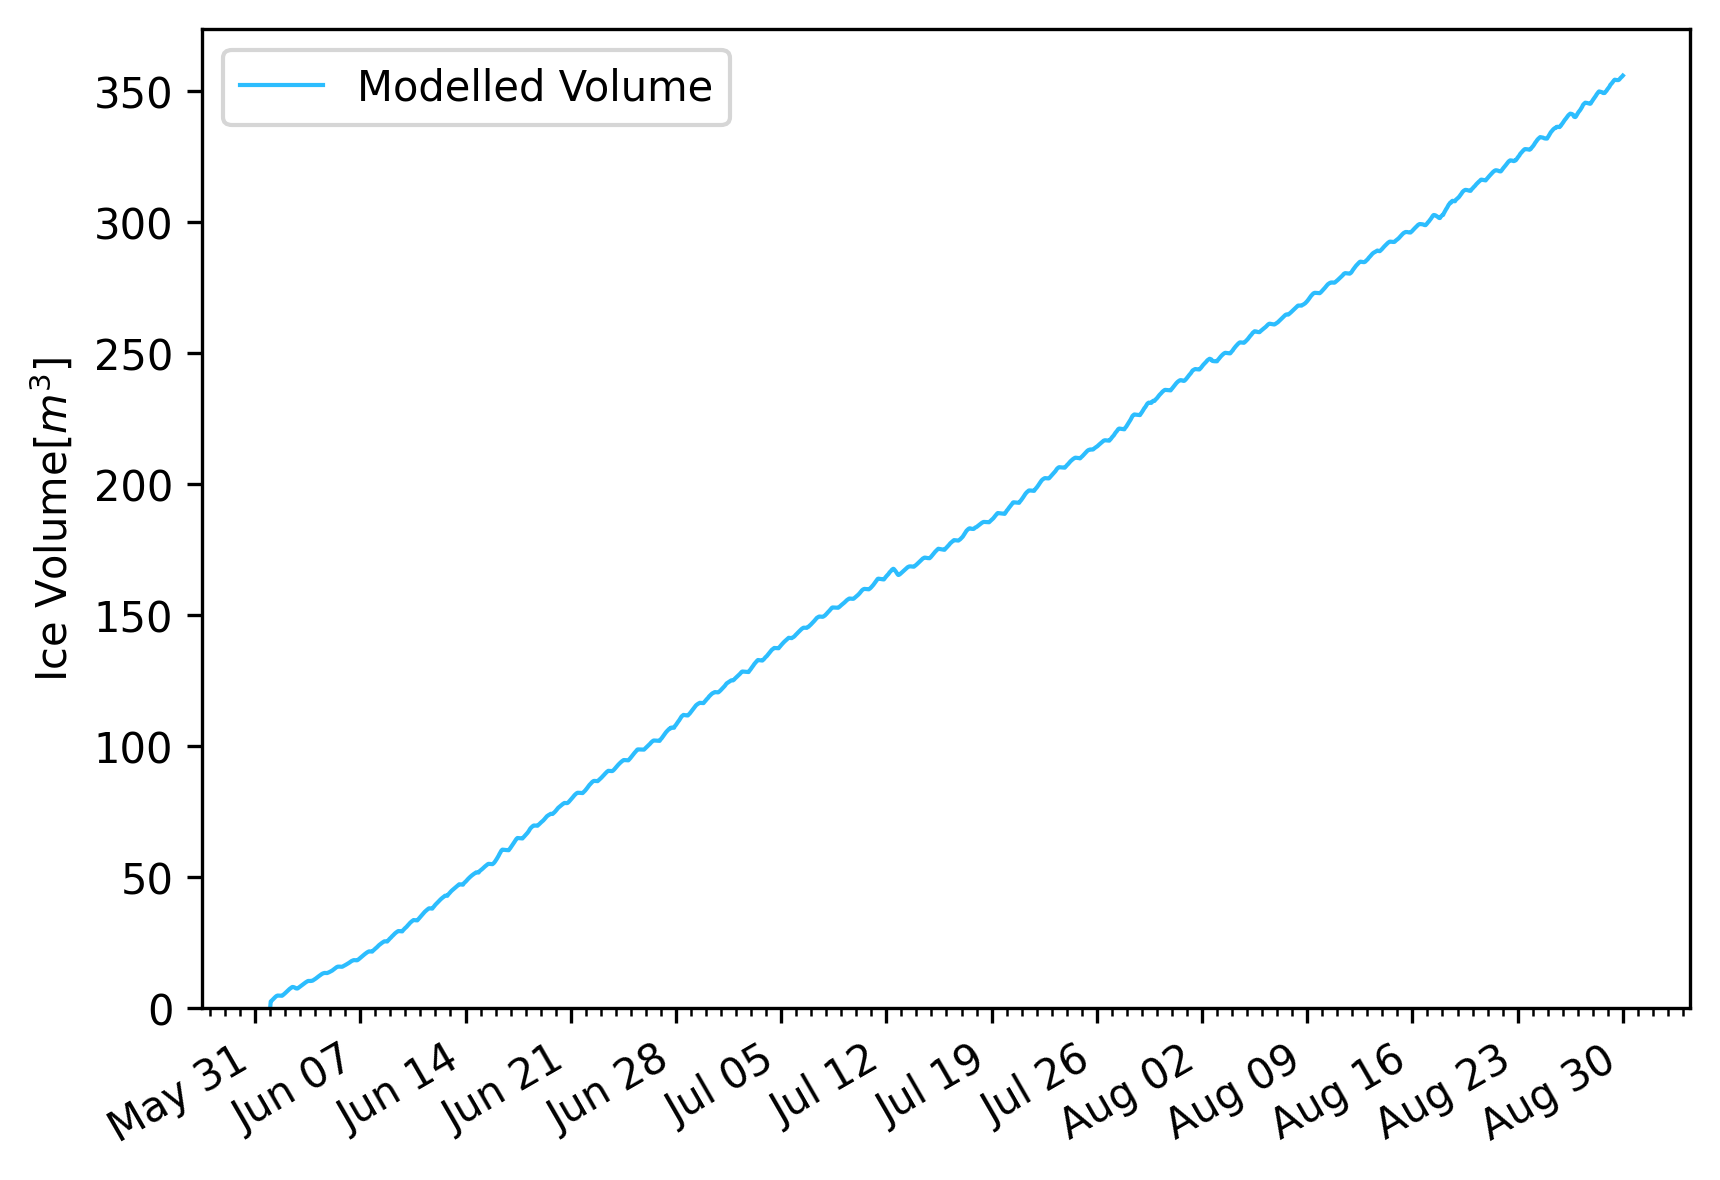 Modelled Volume
350
300
250
200
150
100
50
0
Ice Volume[m³]
May 31
Jun 07
Jun 14
Jun 21
Jun 28
Jul 05
Jul 12
Jul 19
Jul 26
Aug 02
Aug 09
Aug 16
Aug 23
Aug 30